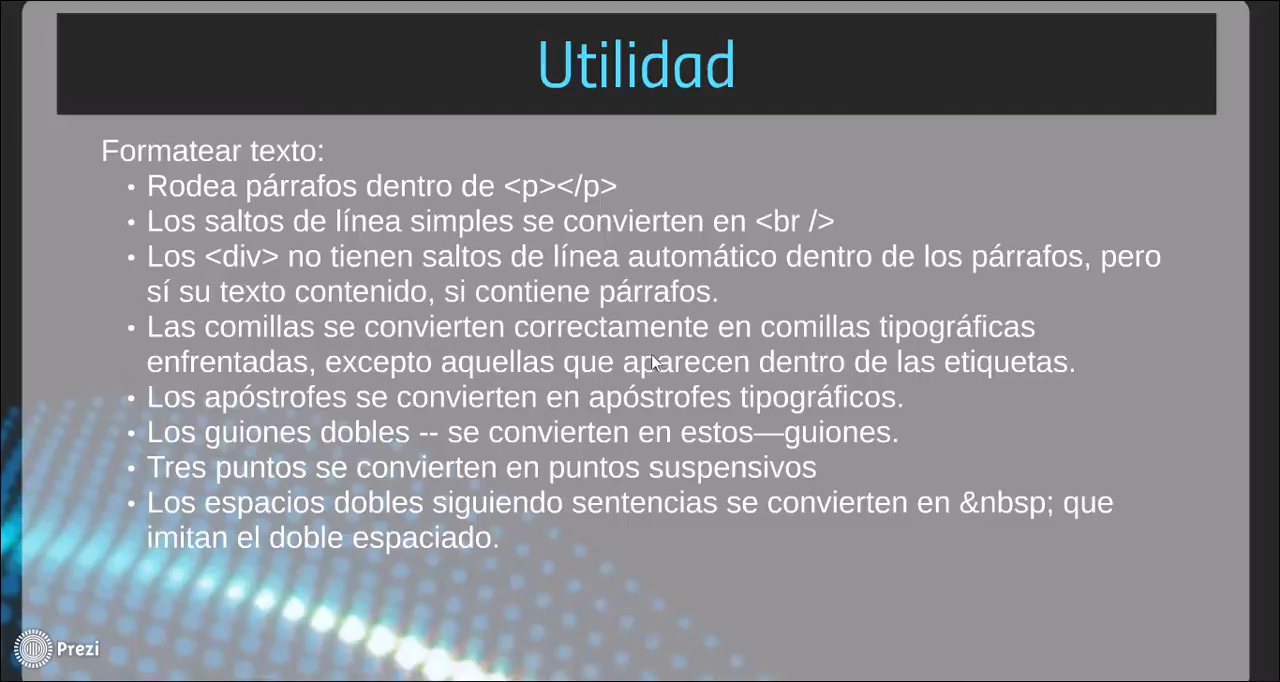 Utilidad
Formatear texto:
• Rodea párrafos dentro de <p></p>
• Los saltos de línea simples se convierten en <br />
• Los <div> no tienen saltos de línea automático dentro de los párrafos, pero
sí su texto contenido, si contiene párrafos.
• Las comillas se convierten correctamente en comillas tipográficas
enfrentadas, excepto aquellas que aparecen dentro de las etiquetas.
• Los apóstrofes se convierten en apóstrofes tipográficos.
• Los guiones dobles -- se convierten en estos—guiones.
• Tres puntos se convierten en puntos suspensivos
• Los espacios dobles siguiendo sentencias se convierten en &nbsp; que
imitan el doble espaciado.
Prezi